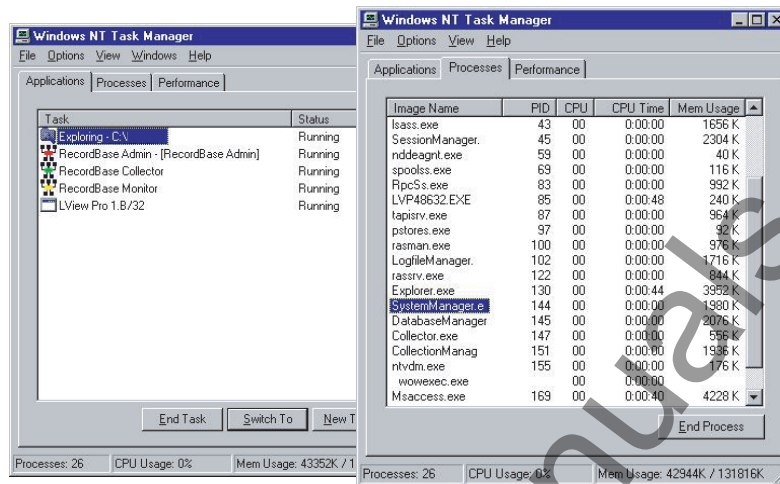 Windows NT Task Manager
File Options View Windows Help
Applications Processes Performance
Task Status
Exploring - C:\ Running
RecordBase Admin - [RecordBase Admin] Running
RecordBase Collector Running
RecordBase Monitor Running
LView Pro 1.B/32 Running
End Task Switch To New T
Processes: 26 CPU Usage: 0% Mem Usage: 43352K / 1
Windows NT Task Manager
File Options View Help
Applications Processes Performance
Image Name PID CPU CPU Time Mem Usage
lsass.exe 43 00 0:00:00 1656 K
SessionManager. 45 00 0:00:00 2304 K
nddeagnt.exe 59 00 0:00:00 40 K
spoolss.exe 69 00 0:00:00 116 K
RpcSs.exe 83 00 0:00:00 992 K
LVP48632.EXE 85 00 0:00:48 240 K
tapisrv.exe 87 00 0:00:00 964 K
pstores.exe 97 00 0:00:00 92 K
rasman.exe 100 00 0:00:00 976 K
LogfileManager. 102 00 0:00:00 1716 K
rassrv.exe 122 00 0:00:00 844 K
Explorer.exe 130 00 0:00:44 3952 K
SystemManager.e 144 00 0:00:00 1980 K
DatabaseManager 145 00 0:00:00 2076 K
Collector.exe 147 00 0:00:00 556 K
CollectionManag 151 00 0:00:00 1936 K
ntvdm.exe 155 00 0:00:00 176 K
wowexec.exe 00 0:00:00
Msaccess.exe 169 00 0:00:40 4228 K
End Process
Processes: 26 CPU Usage: 0% Mem Usage: 42944K / 131816K
uals